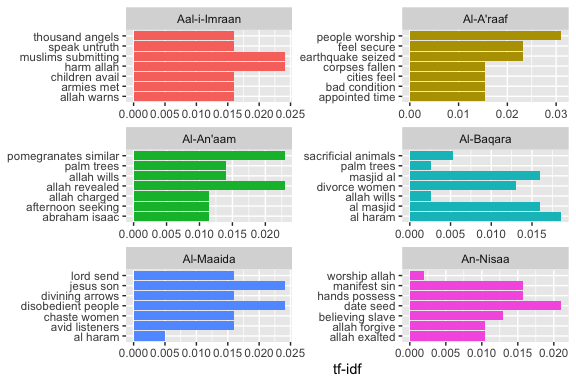 Aal-i-Imraan
thousand angels
speak untruth
muslims submitting
harm allah
children avail
armies met
allah warns
0.000 0.005 0.010 0.015 0.020 0.025
Al-A'raaf
people worship
feel secure
earthquake seized
corpses fallen
cities feel
bad condition
appointed time
0.00 0.01 0.02 0.03
Al-An'aam
pomegranates similar
palm trees
allah wills
allah revealed
allah charged
afternoon seeking
abraham isaac
0.000 0.005 0.010 0.015 0.020
Al-Baqara
sacrificial animals
palm trees
masjid al
divorce women
allah wills
al masjid
al haram
0.000 0.005 0.010 0.015
Al-Maaida
lord send
jesus son
divining arrows
disobedient people
chaste women
avid listeners
al haram
0.000 0.005 0.010 0.015 0.020 0.025
An-Nisaa
worship allah
manifest sin
hands possess
date seed
believing slave
allah forgive
allah exalted
0.000 0.005 0.010 0.015 0.020
tf-idf